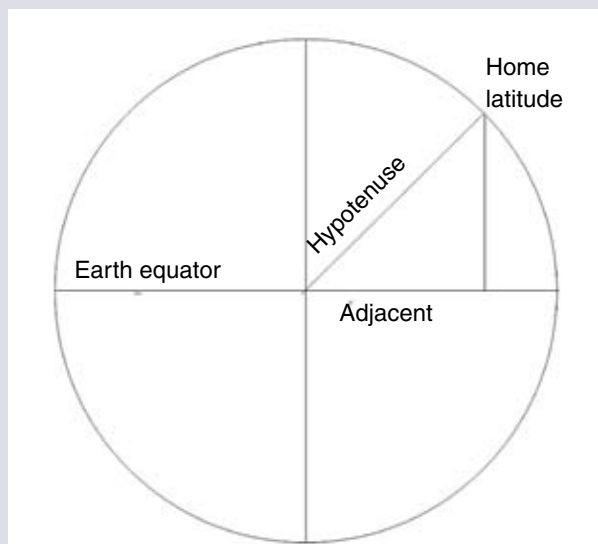 Home
latitude
Hypotenuse
Earth equator
Adjacent